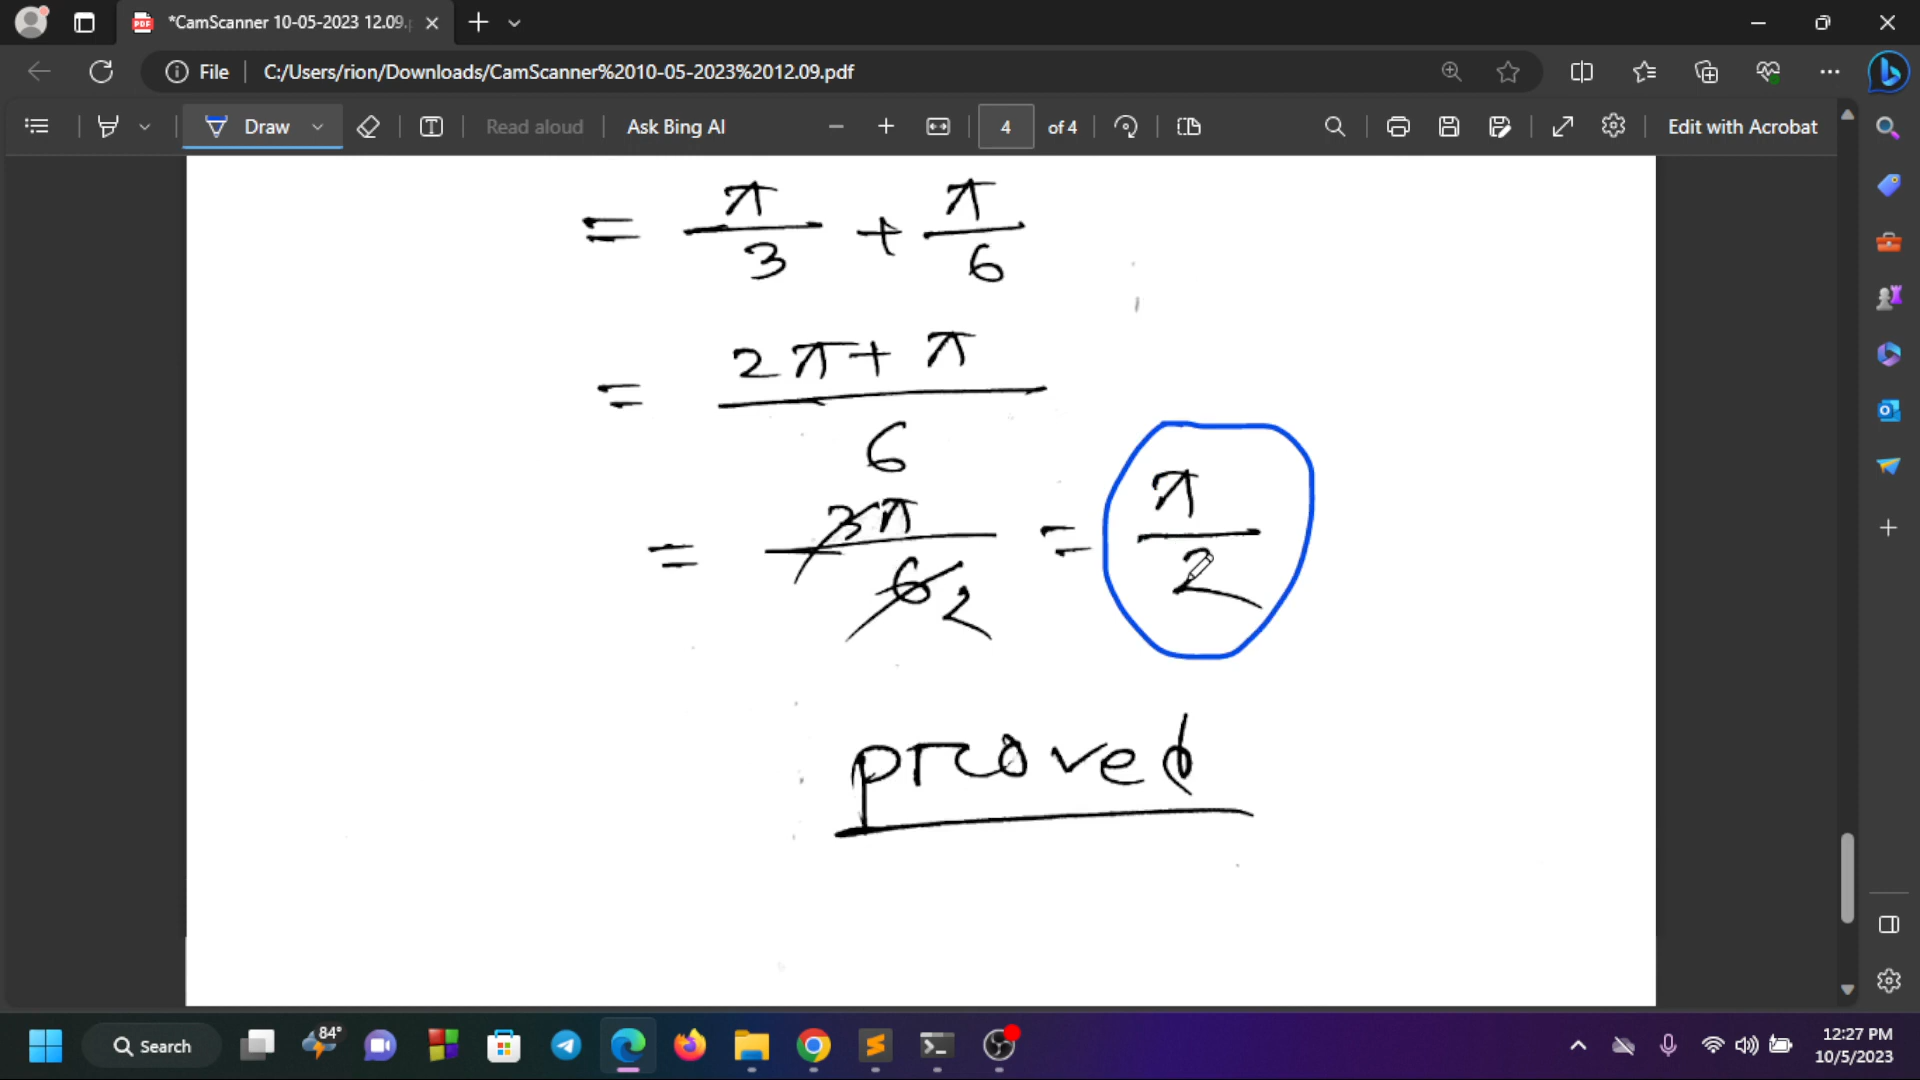 *CamScanner 10-05-2023 12.09.p
File
C:/Users/rion/Downloads/CamScanner%2010-05-2023%2012.09.pdf
Draw
Read aloud
Ask Bing AI
4
of 4
Edit with Acrobat
= π/3 + π/6
= 2π + π / 6
= 3π / 6 2 = π/2
proved
84°
Search
12:27 PM
10/5/2023